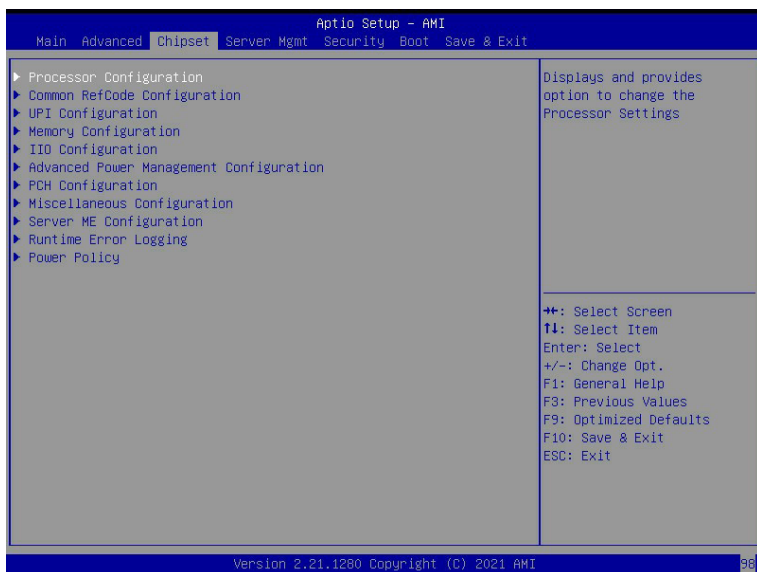 Aptio Setup – AMI
Main Advanced Chipset Server Mgmt Security Boot Save & Exit
▶ Processor Configuration
▶ Common RefCode Configuration
▶ UPI Configuration
▶ Memory Configuration
▶ IIO Configuration
▶ Advanced Power Management Configuration
▶ PCH Configuration
▶ Miscellaneous Configuration
▶ Server ME Configuration
▶ Runtime Error Logging
▶ Power Policy
Displays and provides
option to change the
Processor Settings
→←: Select Screen
↑↓: Select Item
Enter: Select
+/-: Change Opt.
F1: General Help
F3: Previous Values
F9: Optimized Defaults
F10: Save & Exit
ESC: Exit
Version 2.21.1280 Copyright (C) 2021 AMI
98